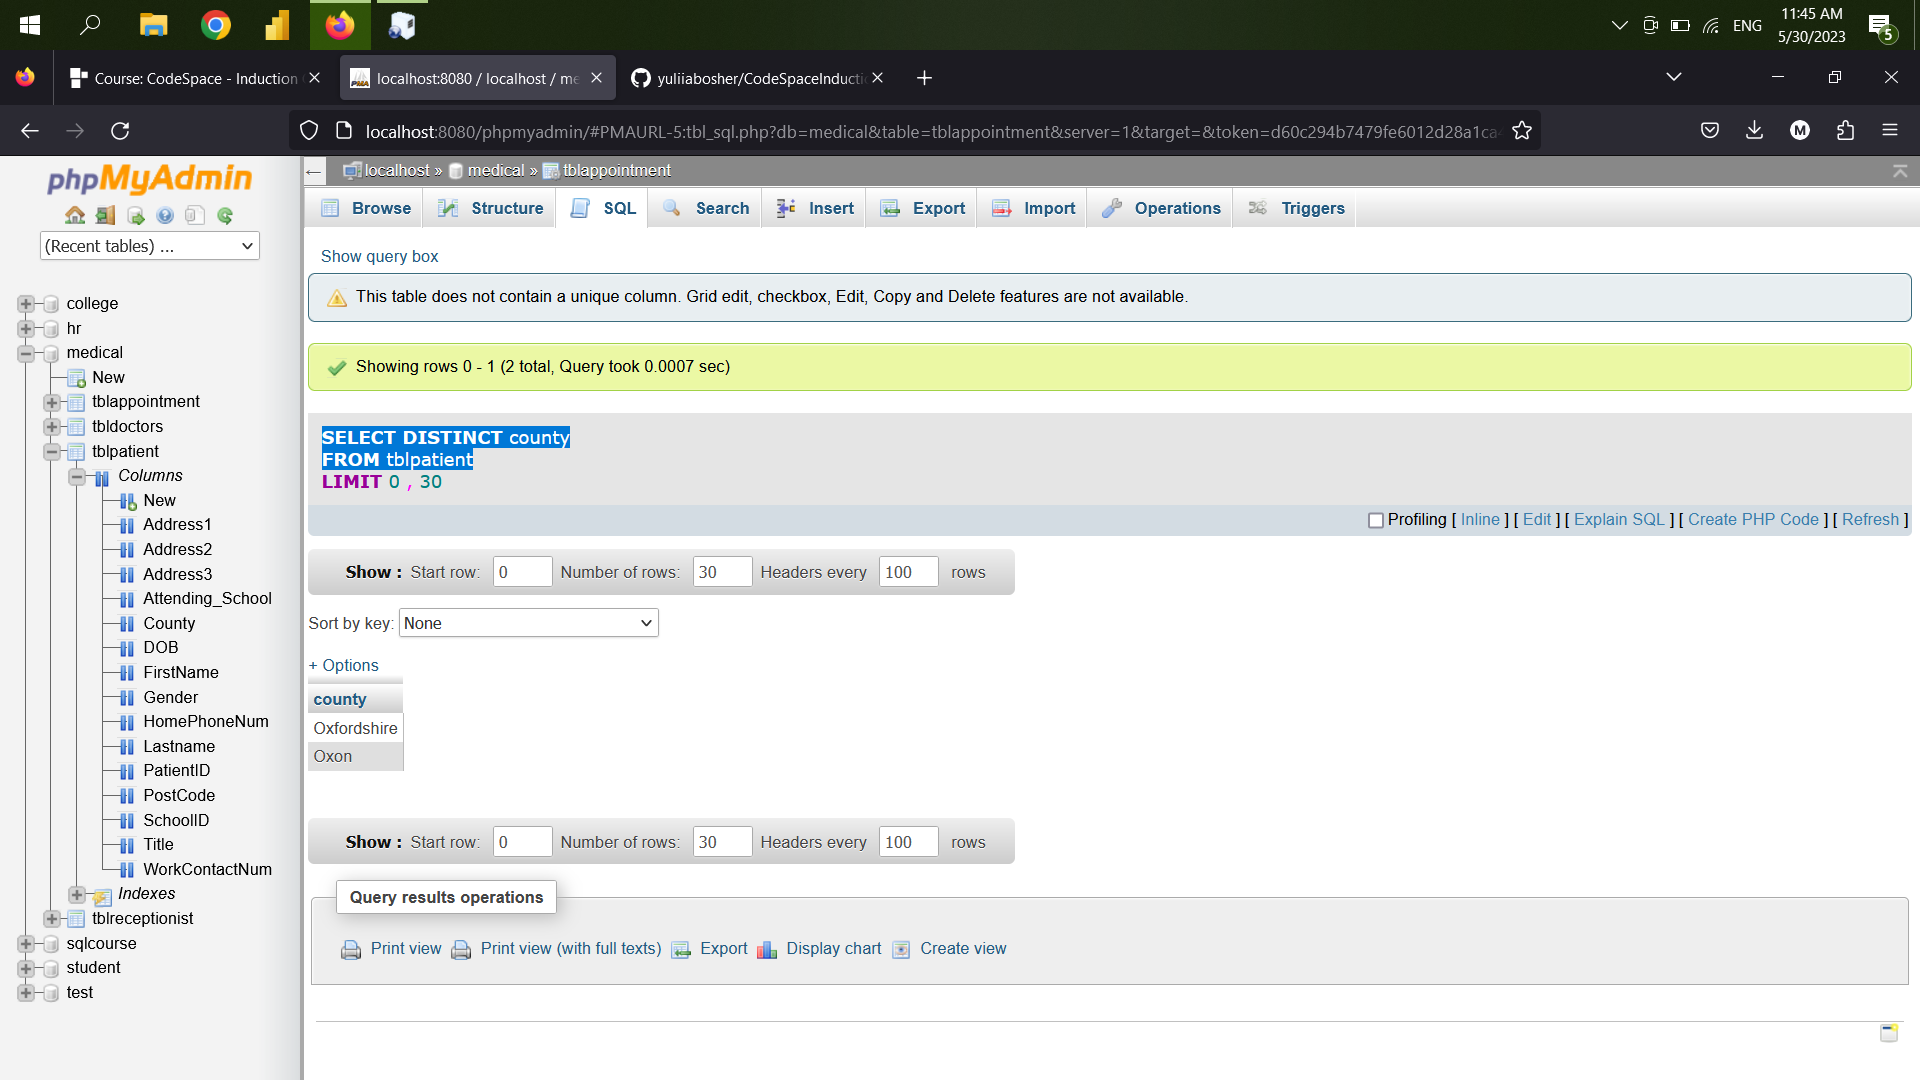 ENG
11:45 AM
5/30/2023
5
Course: CodeSpace - Induction
localhost:8080 / localhost / me
yuliiabosher/CodeSpaceInducti
localhost:8080/phpmyadmin/#PMAURL-5:tbl_sql.php?db=medical&table=tblappointment&server=1&target=&token=d60c294b7479fe6012d28a1ca
M
phpMyAdmin
(Recent tables) ...
college
hr
medical
New
tblappointment
tbldoctors
tblpatient
Columns
New
Address1
Address2
Address3
Attending_School
County
DOB
FirstName
Gender
HomePhoneNum
Lastname
PatientID
PostCode
SchoolID
Title
WorkContactNum
Indexes
tblreceptionist
sqlcourse
student
test
localhost » medical » tblappointment
Browse Structure SQL Search Insert Export Import Operations Triggers
Show query box
This table does not contain a unique column. Grid edit, checkbox, Edit, Copy and Delete features are not available.
Showing rows 0 - 1 (2 total, Query took 0.0007 sec)
SELECT DISTINCT county
FROM tblpatient
LIMIT 0 , 30
Profiling [ Inline ] [ Edit ] [ Explain SQL ] [ Create PHP Code ] [ Refresh ]
Show : Start row: 0 Number of rows: 30 Headers every 100 rows
Sort by key: None
+ Options
county
Oxfordshire
Oxon
Show : Start row: 0 Number of rows: 30 Headers every 100 rows
Query results operations
Print view Print view (with full texts) Export Display chart Create view